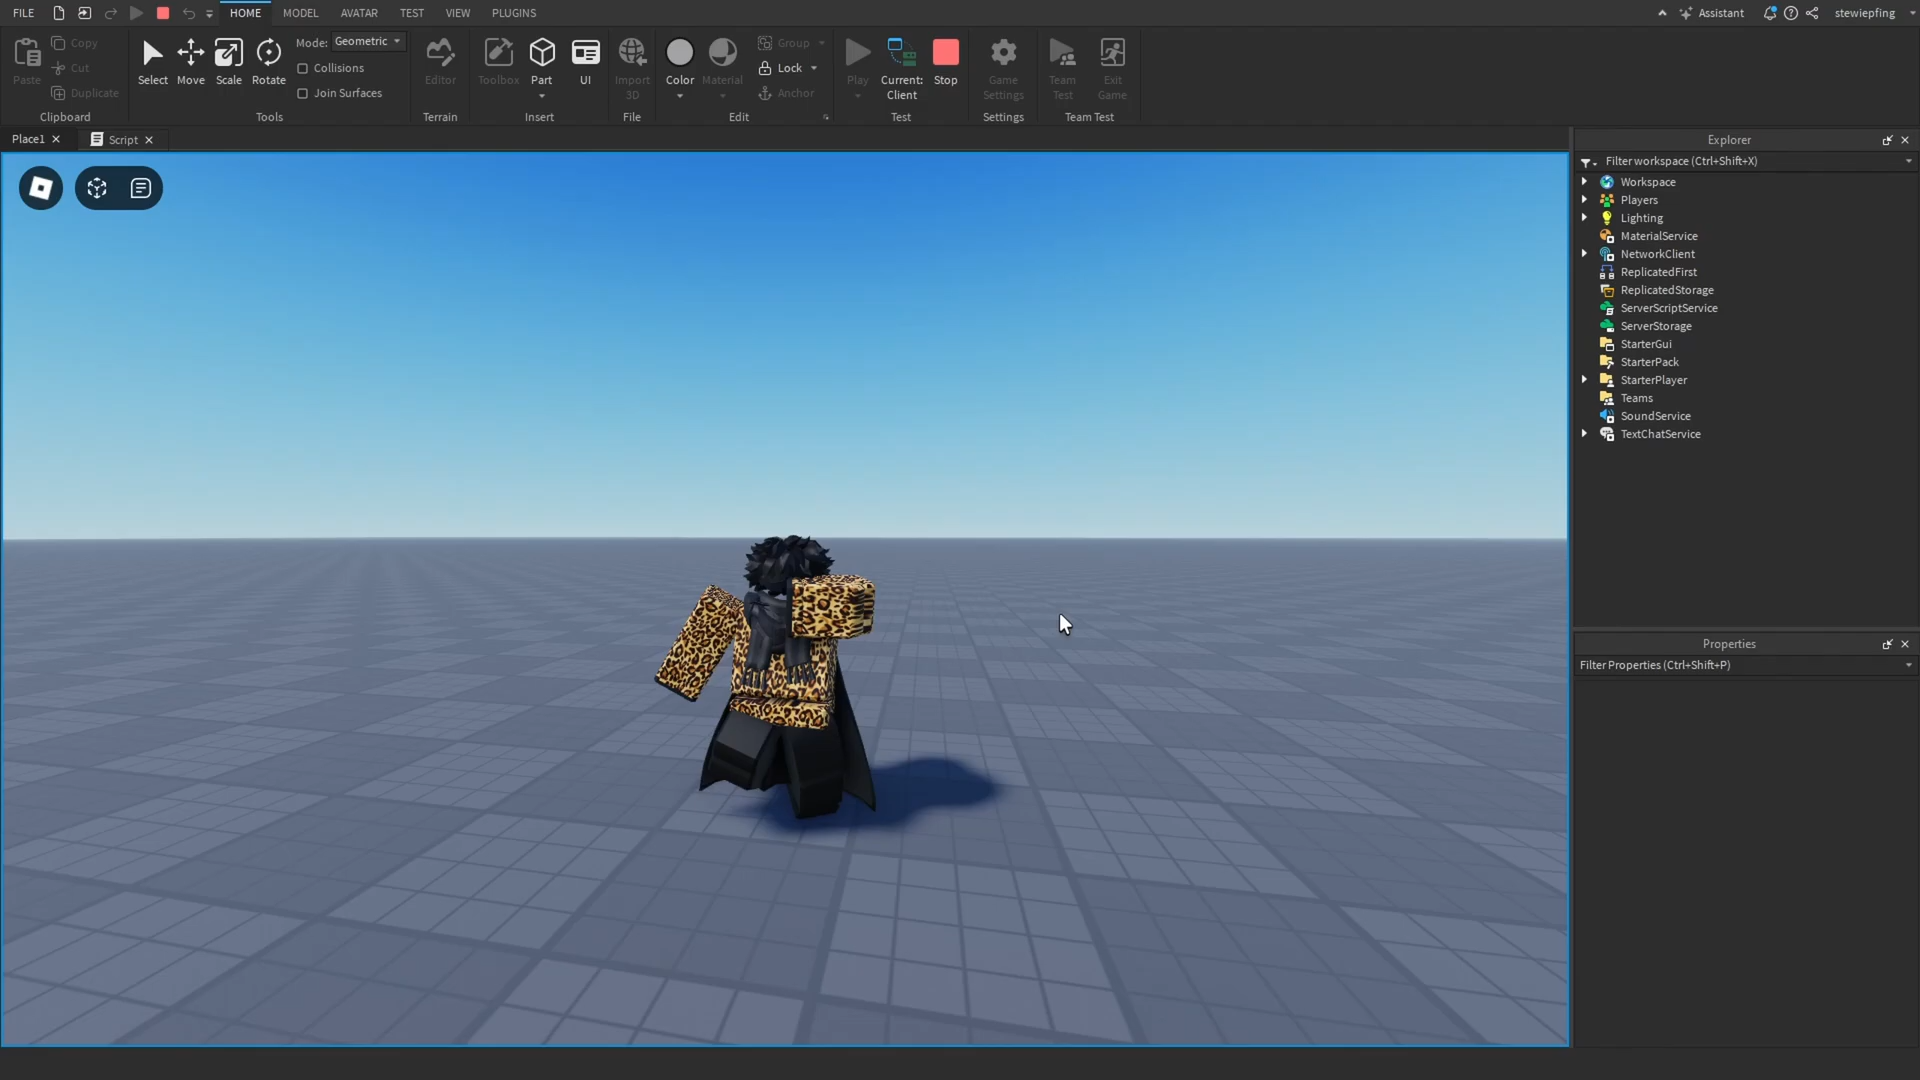 FILE HOME MODEL AVATAR TEST VIEW PLUGINS Assistant stewiepfing
Paste Copy Cut Duplicate Clipboard
Select Move Scale Rotate Mode: Geometric Collisions Join Surfaces Tools
Editor Terrain
Toolbox Part UI Insert
Import 3D File
Color Material Group Lock Anchor Edit
Play Current: Client Stop Test
Game Settings Settings
Team Test Exit Game Team Test
Place1 Script
Explorer
Filter workspace (Ctrl+Shift+X)
Workspace
Players
Lighting
MaterialService
NetworkClient
ReplicatedFirst
ReplicatedStorage
ServerScriptService
ServerStorage
StarterGui
StarterPack
StarterPlayer
Teams
SoundService
TextChatService
Properties
Filter Properties (Ctrl+Shift+P)